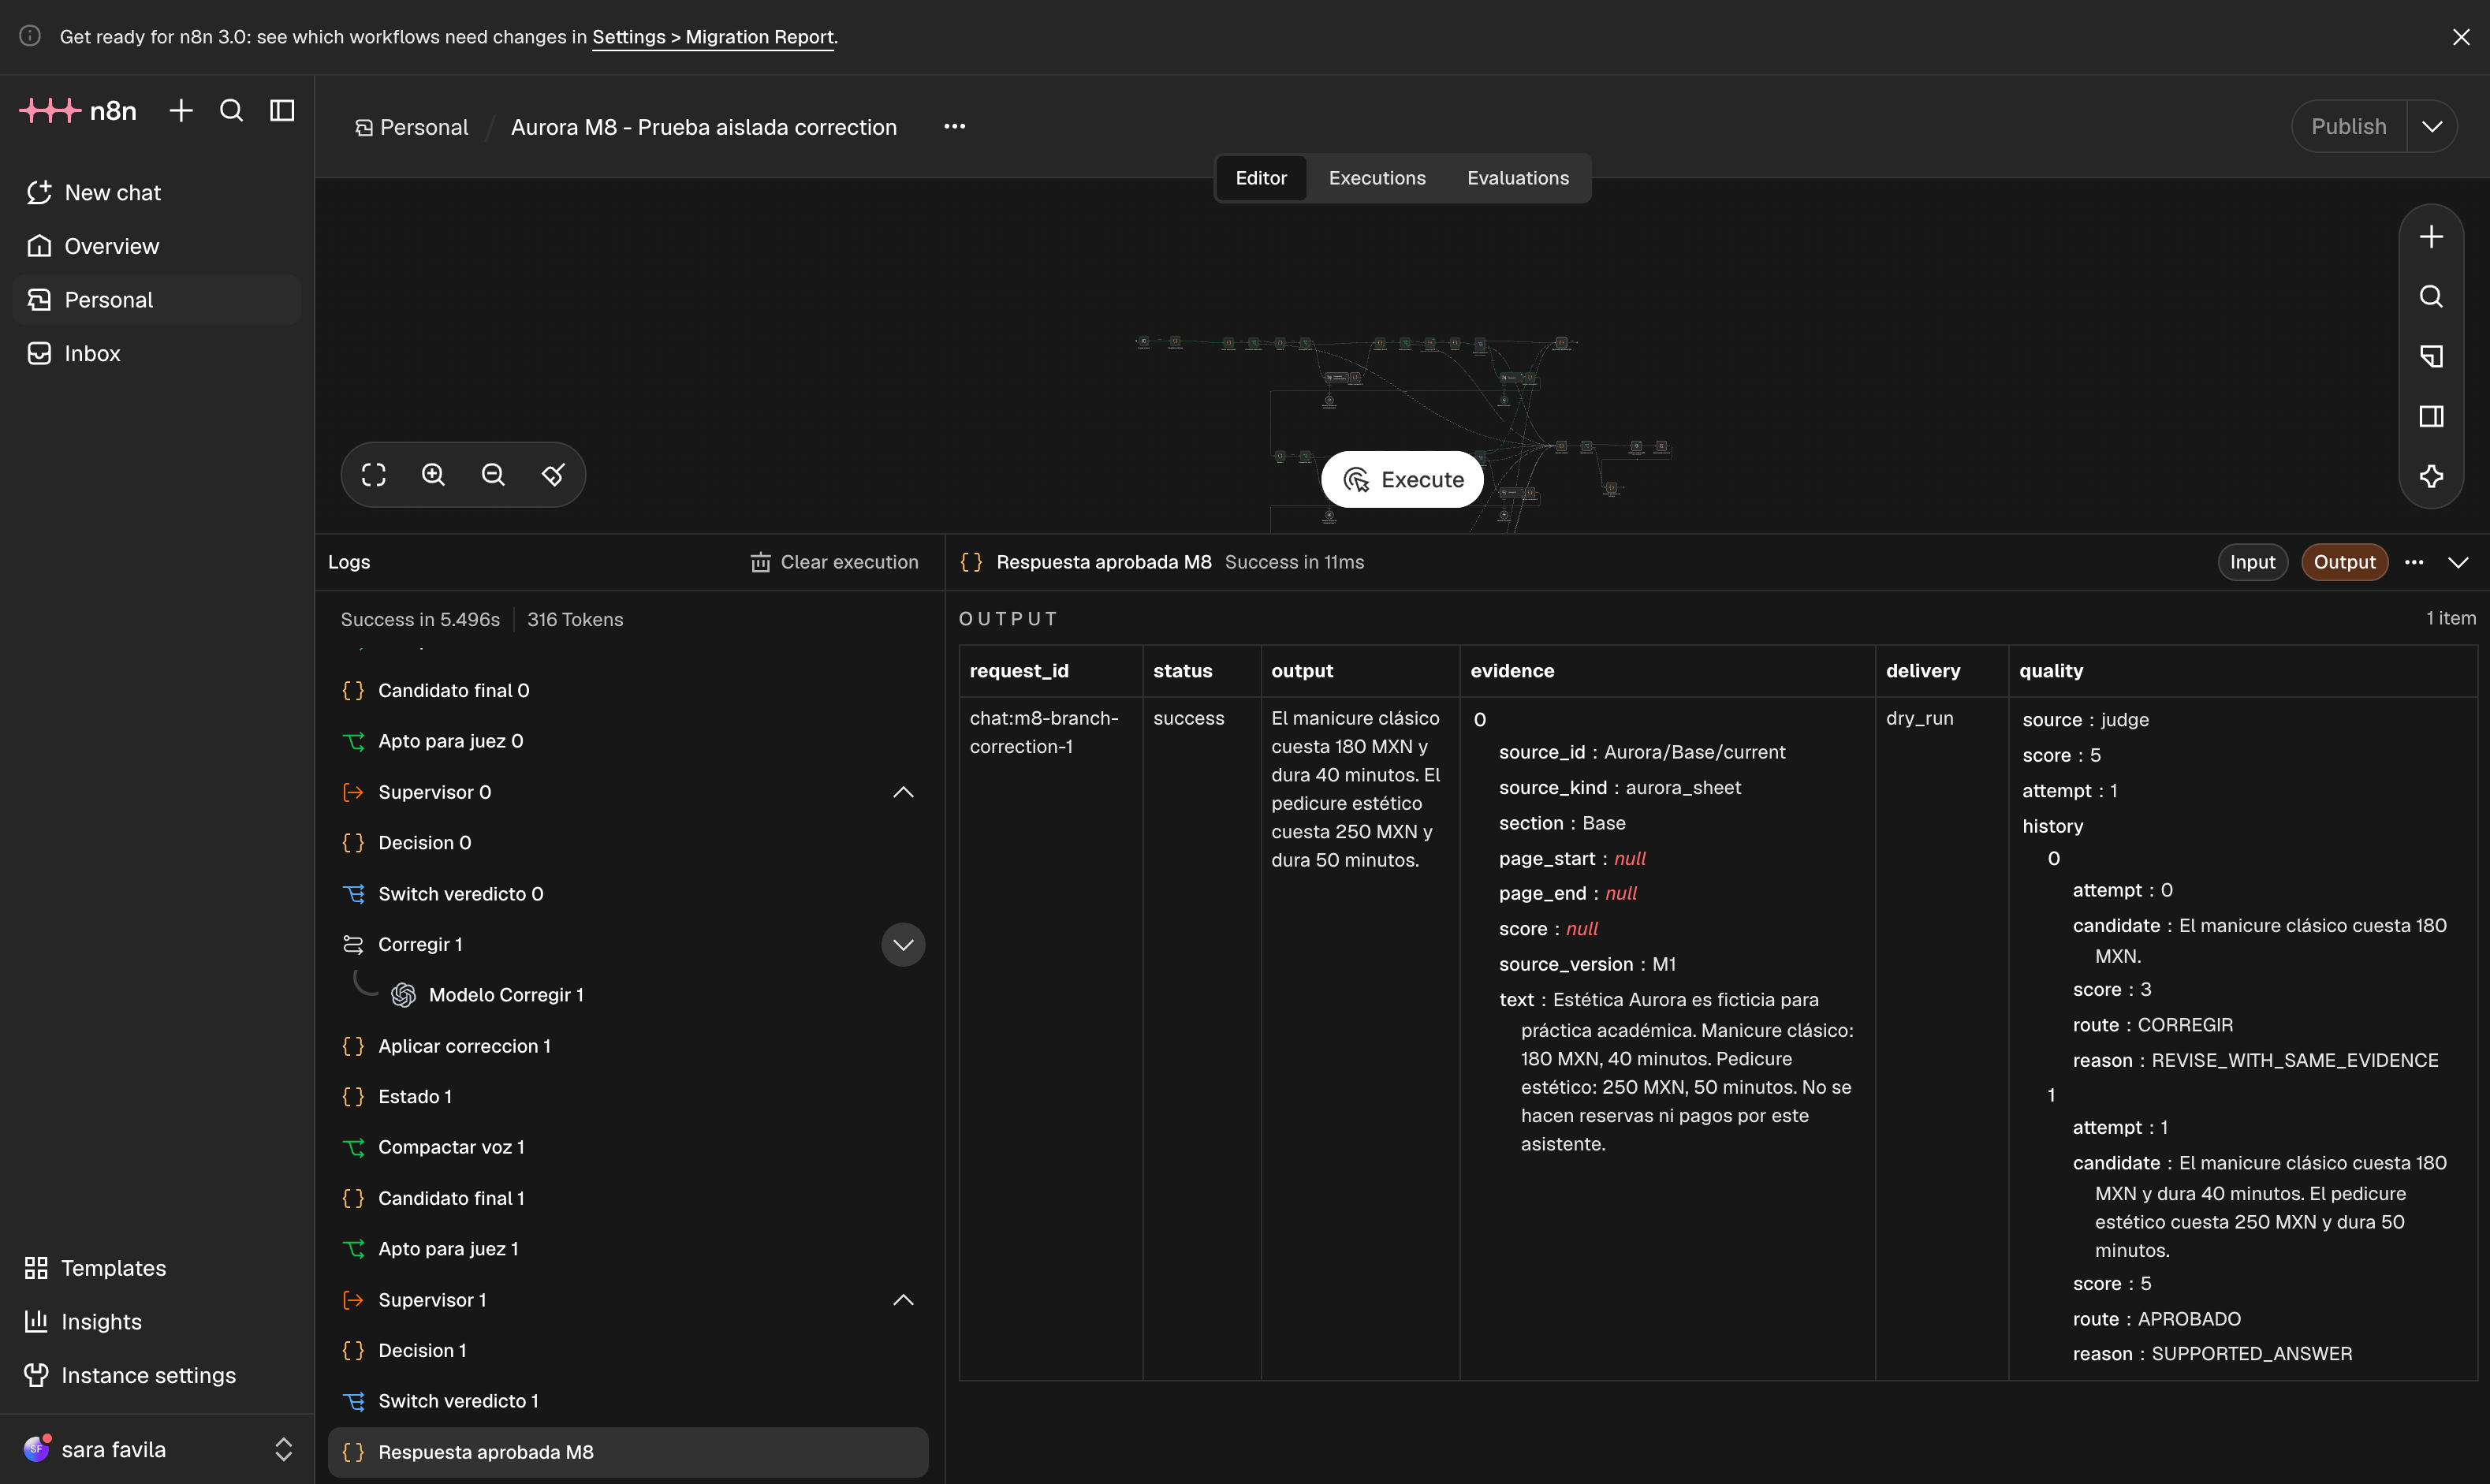 Get ready for n8n 3.0: see which workflows need changes in Settings > Migration Report.
n8n
Personal / Aurora M8 - Prueba aislada correction
Publish
New chat
Overview
Personal
Inbox
Editor
Executions
Evaluations
Execute
Logs
Clear execution
Success in 5.496s
316 Tokens
Candidato final 0
Apto para juez 0
Supervisor 0
Decision 0
Switch veredicto 0
Corregir 1
Modelo Corregir 1
Aplicar correccion 1
Estado 1
Compactar voz 1
Candidato final 1
Apto para juez 1
Supervisor 1
Decision 1
Switch veredicto 1
Respuesta aprobada M8
Respuesta aprobada M8 Success in 11ms
Input
Output
OUTPUT
1 item
request_id
status
output
evidence
delivery
quality
chat:m8-branch-
correction-1
success
El manicure clásico
cuesta 180 MXN y
dura 40 minutos. El
pedicure estético
cuesta 250 MXN y
dura 50 minutos.
0
source_id : Aurora/Base/current
source_kind : aurora_sheet
section : Base
page_start : null
page_end : null
score : null
source_version : M1
text : Estética Aurora es ficticia para
práctica académica. Manicure clásico:
180 MXN, 40 minutos. Pedicure
estético: 250 MXN, 50 minutos. No se
hacen reservas ni pagos por este
asistente.
dry_run
source : judge
score : 5
attempt : 1
history
0
attempt : 0
candidate : El manicure clásico cuesta 180
MXN.
score : 3
route : CORREGIR
reason : REVISE_WITH_SAME_EVIDENCE
1
attempt : 1
candidate : El manicure clásico cuesta 180
MXN y dura 40 minutos. El pedicure
estético cuesta 250 MXN y dura 50
minutos.
score : 5
route : APROBADO
reason : SUPPORTED_ANSWER
Templates
Insights
Instance settings
SF
sara favila